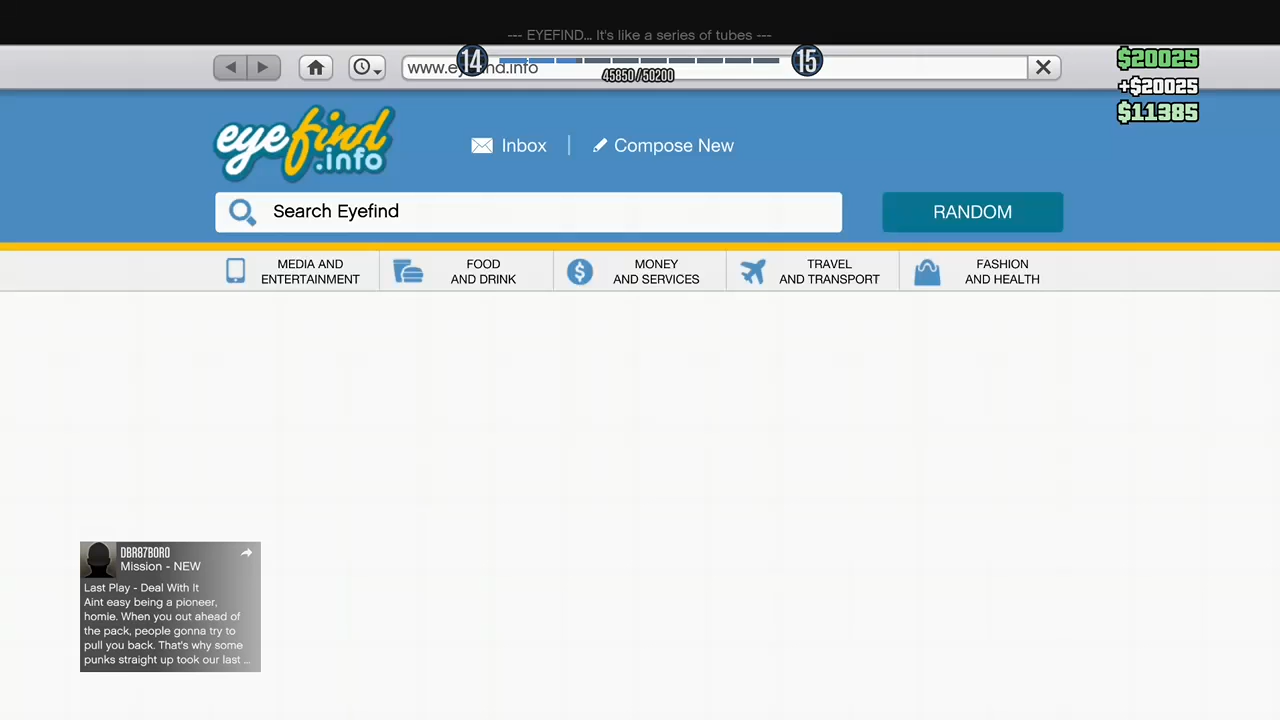 --- EYEFIND... It's like a series of tubes ---
14
15
www.eyefind.info
45850/50200
$20025
+$20025
$11385
eyefind
.info
Inbox
Compose New
Search Eyefind
RANDOM
MEDIA AND
ENTERTAINMENT
FOOD
AND DRINK
MONEY
AND SERVICES
TRAVEL
AND TRANSPORT
FASHION
AND HEALTH
DBR87BORO
Mission - NEW
Last Play - Deal With It
Aint easy being a pioneer,
homie. When you out ahead of
the pack, people gonna try to
pull you back. That's why some
punks straight up took our last ...